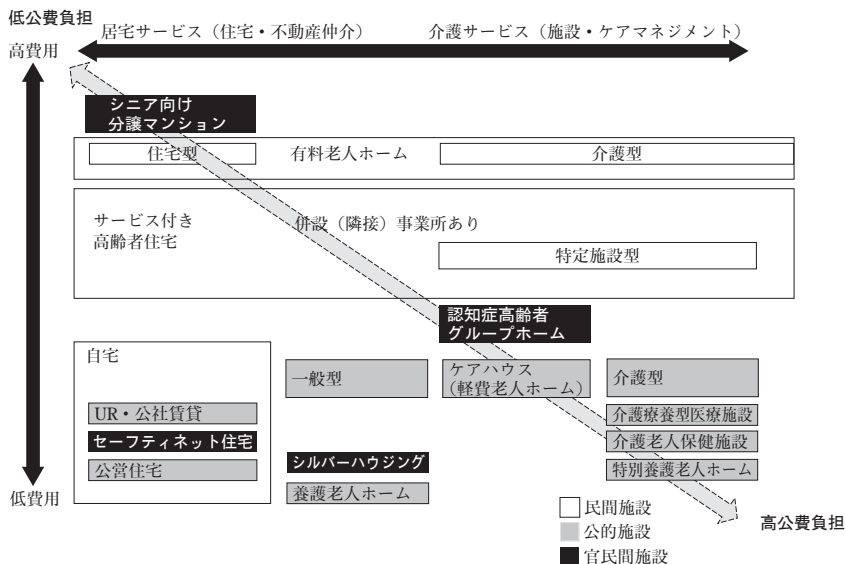 低公費負担
高費用
居宅サービス（住宅・不動産仲介）
介護サービス（施設・ケアマネジメント）
シニア向け
分譲マンション
住宅型
有料老人ホーム
介護型
サービス付き
高齢者住宅
併設（隣接）事業所あり
特定施設型
認知症高齢者
グループホーム
自宅
UR・公社賃貸
セーフティネット住宅
公営住宅
一般型
ケアハウス
（軽費老人ホーム）
介護型
シルバーハウジング
養護老人ホーム
介護療養型医療施設
介護老人保健施設
特別養護老人ホーム
低費用
高公費負担
民間施設
公的施設
官民間施設